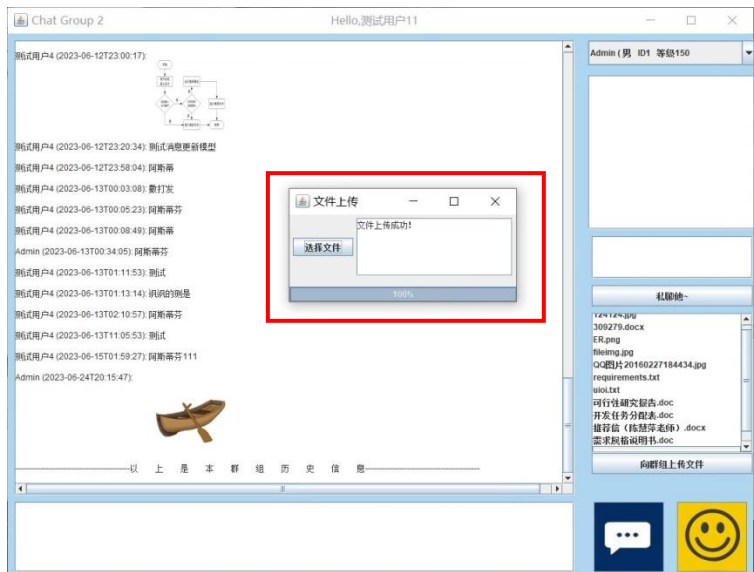 Chat Group 2
Hello,测试用户11
测试用户4 (2023-06-12T23:00:17):
测试用户4 (2023-06-12T23:20:34): 测试消息更新模型
测试用户4 (2023-06-12T23:58:04): 阿斯蒂
测试用户4 (2023-06-13T00:03:08): 撒打发
测试用户4 (2023-06-13T00:05:23): 阿斯蒂芬
测试用户4 (2023-06-13T00:08:49): 阿斯蒂
Admin (2023-06-13T00:34:05): 阿斯蒂芬
测试用户4 (2023-06-13T01:11:53): 测试
测试用户4 (2023-06-13T01:13:14): 讽讽的则是
测试用户4 (2023-06-13T02:10:57): 阿斯蒂芬
测试用户4 (2023-06-13T11:05:53): 测试
测试用户4 (2023-06-15T01:59:27): 阿斯蒂芬111
Admin (2023-06-24T20:15:47):
以 上 是 本 群 组 历 史 信 息
文件上传
选择文件
文件上传成功!
100%
Admin ( 男 ID1 等级150
私聊他~
124124.jpg
309279.docx
ER.png
fileimg.jpg
QQ图片20160227184434.jpg
requirements.txt
uioi.txt
可行性研究报告.doc
开发任务分配表.doc
推荐信（陈慧萍老师）.docx
需求规格说明书.doc
向群组上传文件